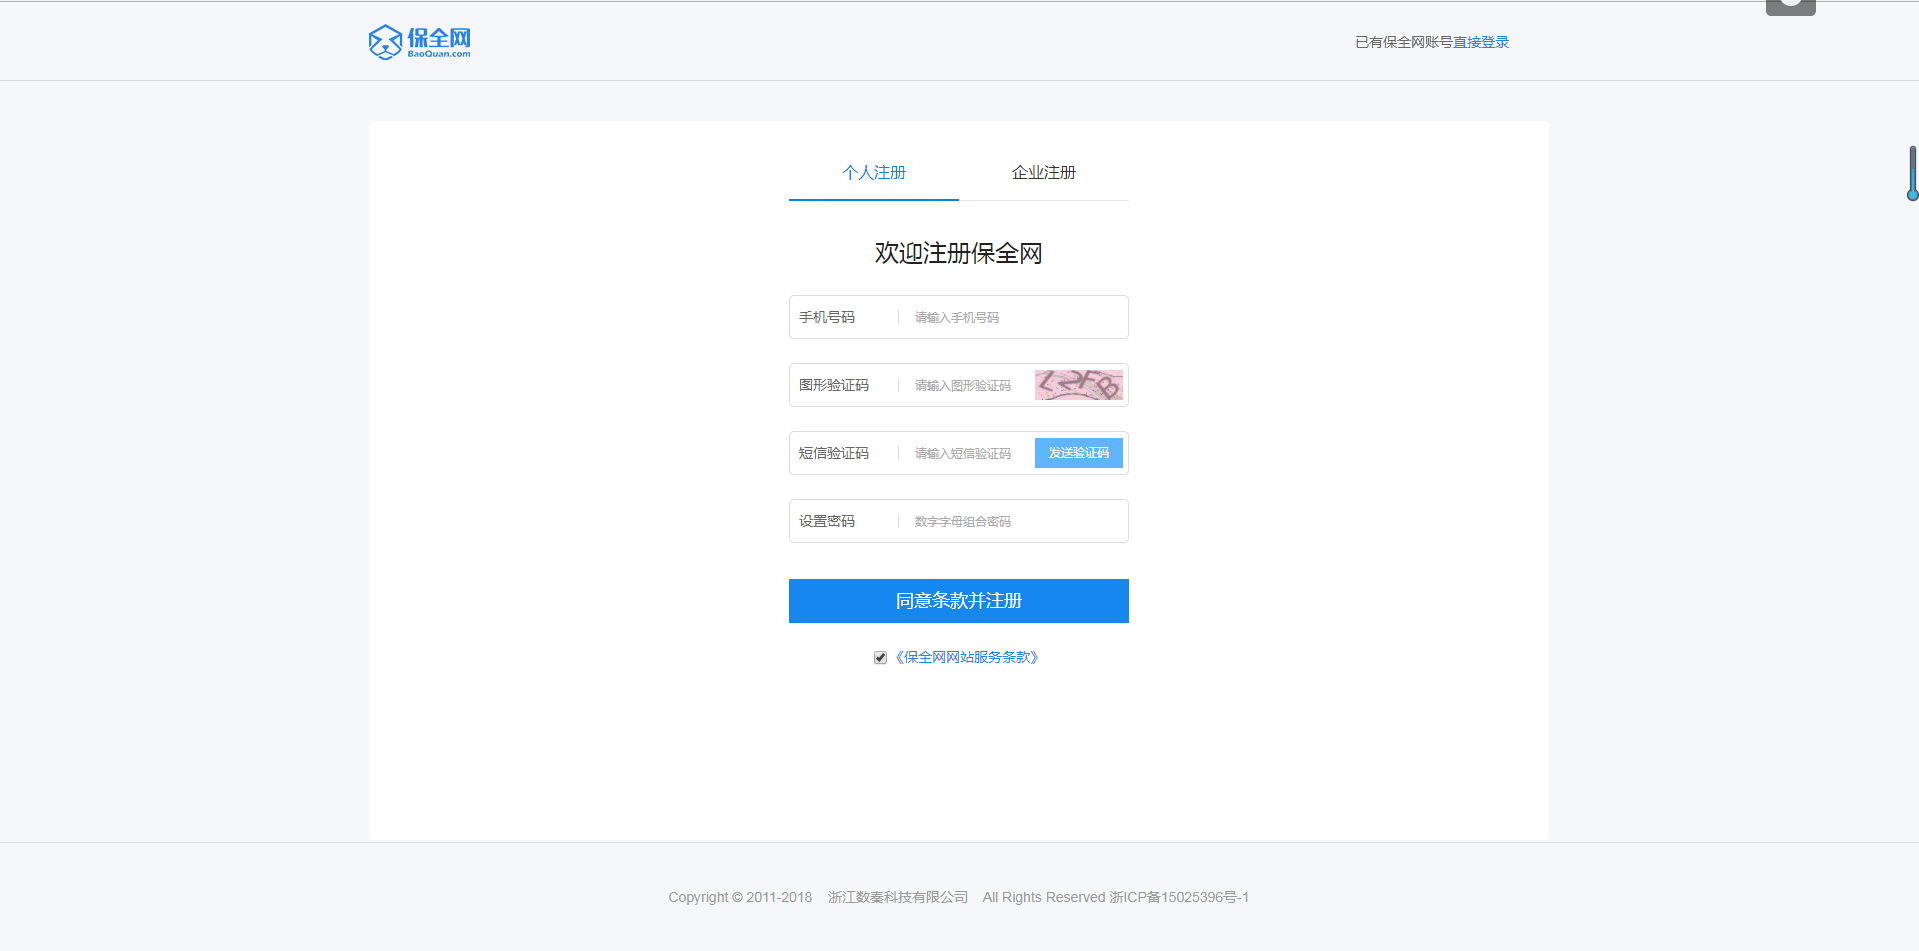 保全网
BaoQuan.com
已有保全网账号直接登录
个人注册 企业注册
欢迎注册保全网
手机号码 请输入手机号码
图形验证码 请输入图形验证码
短信验证码 请输入短信验证码 发送验证码
设置密码 数字字母组合密码
同意条款并注册
《保全网网站服务条款》
Copyright © 2011-2018 浙江数秦科技有限公司 All Rights Reserved 浙ICP备15025396号-1